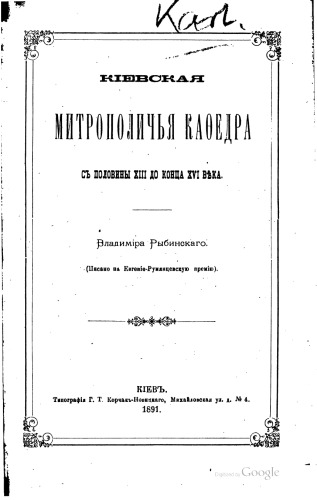 Кал.
КІЕВСКАЯ
МИТРОПОЛИЧЬЯ КАѲЕДРА
СЪ ПОЛОВИНЫ XIII ДО КОНЦА XVI ВѢКА.
Владиміра Рыбинскаго.
(Писано на Евгеніе-Румянцевскую премію).
КІЕВЪ.
Типографія Г. Т. Корчакъ-Новицкаго, Михайловская ул. д. № 4.
1891.
Digitized by Google